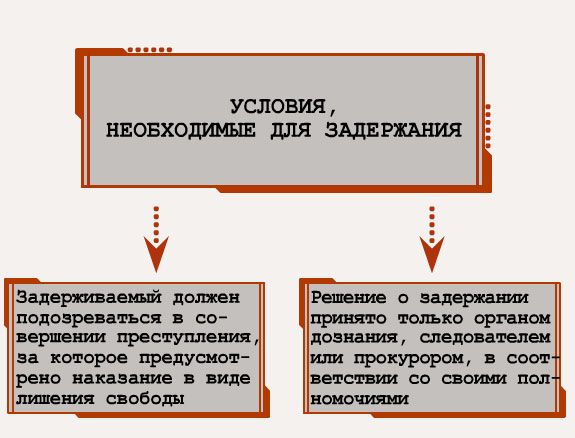 УСЛОВИЯ,
НЕОБХОДИМЫЕ ДЛЯ ЗАДЕРЖАНИЯ
Задерживаемый должен
подозреваться в со-
вершении преступления,
за которое предусмот-
рено наказание в виде
лишения свободы
Решение о задержании
принято только органом
дознания, следователем
или прокурором, в соот-
ветствии со своими пол-
номочиями